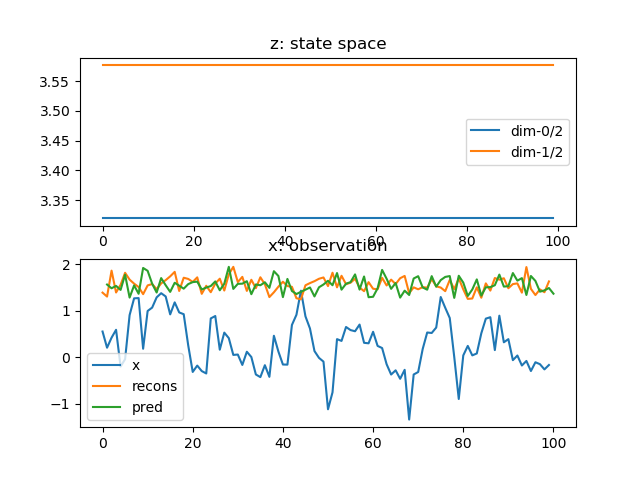 z: state space
3.55
3.50
3.45
3.40
3.35
dim-0/2
dim-1/2
0 20 40 60 80 100
x: observation
2
1
0
−1
x
recons
pred
0 20 40 60 80 100